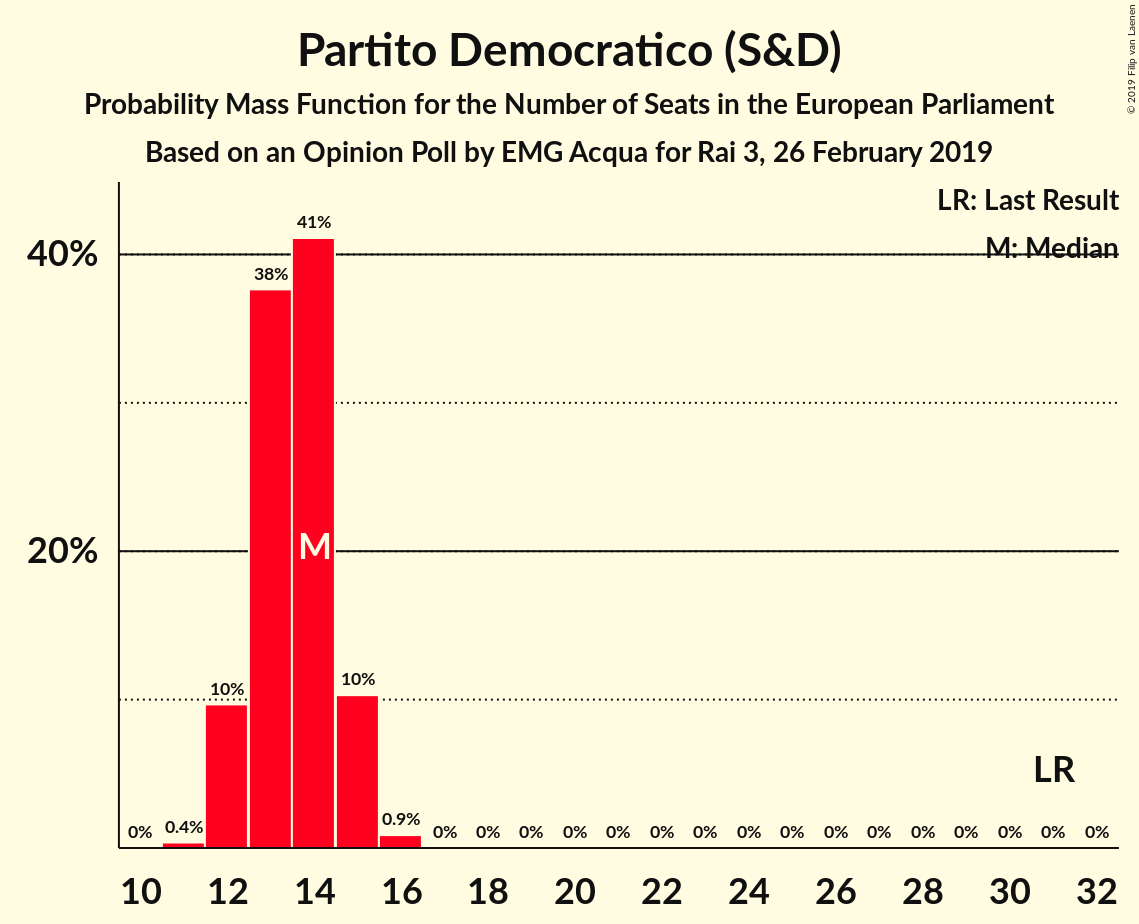 Partito Democratico (S&D)
Probability Mass Function for the Number of Seats in the European Parliament
Based on an Opinion Poll by EMG Acqua for Rai 3, 26 February 2019
© 2019 Filip van Laenen
LR: Last Result
M: Median
40%
20%
41%
38%
M
10%
10%
LR
0%
0.4%
0.9%
0% 0% 0% 0% 0% 0% 0% 0% 0% 0% 0% 0% 0% 0% 0% 0%
10 12 14 16 18 20 22 24 26 28 30 32